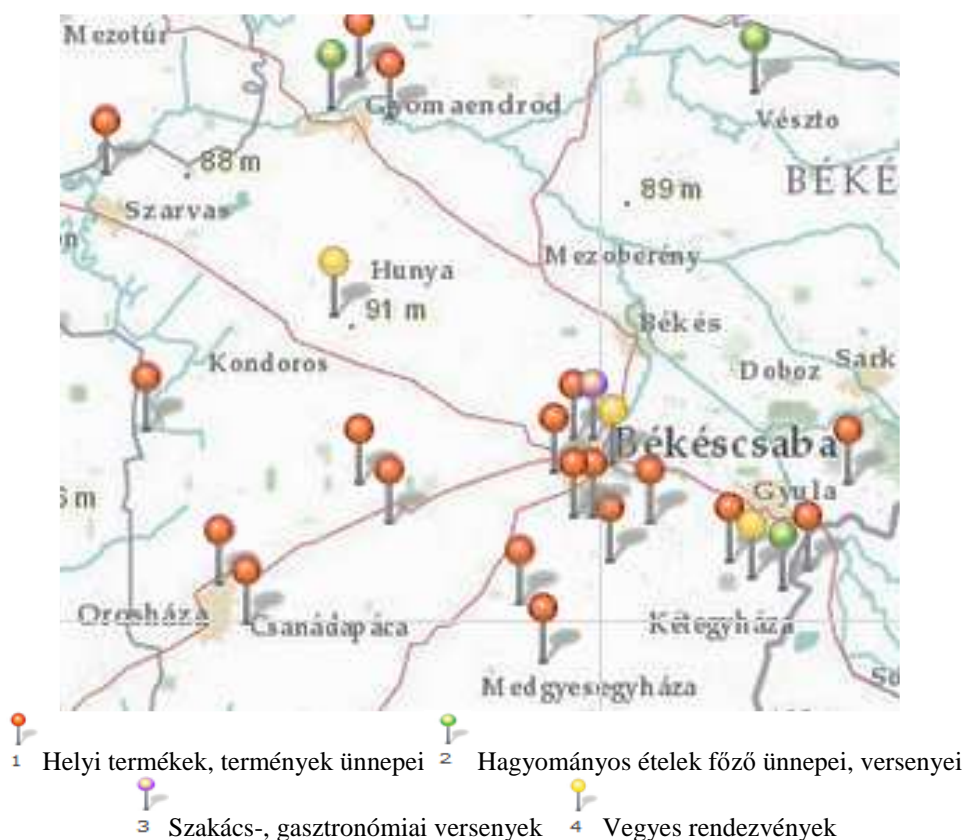 Mezotúr
Gyomaendrod
Vészto
88 m
89 m
BÉKÉ
Szarvas
ön
Mezoberény
Hunya
91 m
Békés
Kondoros
Doboz
Sark
Békéscsaba
Gyula
6 m
Orosháza
Csanádapáca
Kétegyháza
Medgyesegyháza
1 Helyi termékek, termények ünnepei 2 Hagyományos ételek főző ünnepei, versenyei
3 Szakács-, gasztronómiai versenyek 4 Vegyes rendezvények